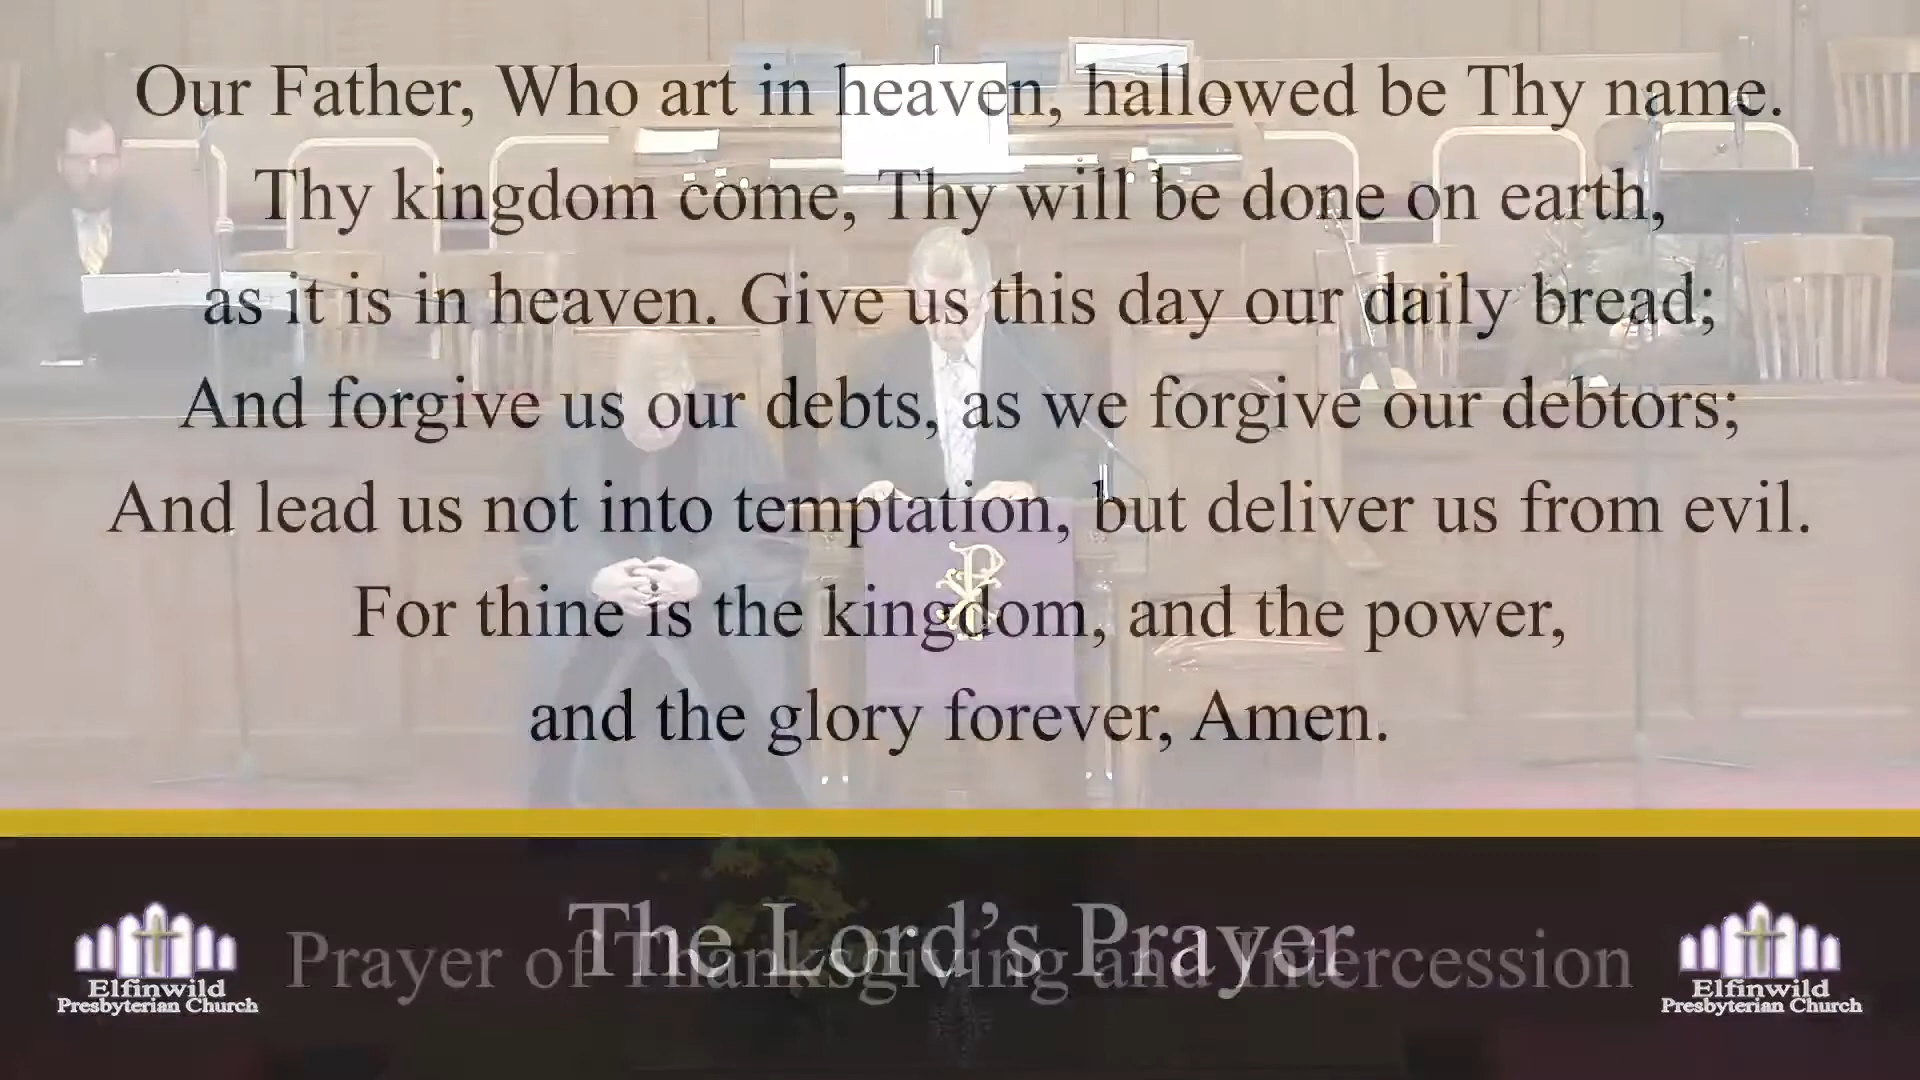 Our Father, Who art in heaven, hallowed be Thy name.
Thy kingdom come, Thy will be done on earth,
as it is in heaven. Give us this day our daily bread;
And forgive us our debts, as we forgive our debtors;
And lead us not into temptation, but deliver us from evil.
For thine is the kingdom, and the power,
and the glory forever, Amen.
The Lord’s Prayer
Prayer of Thanksgiving and Intercession
Elfinwild
Presbyterian Church
Elfinwild
Presbyterian Church